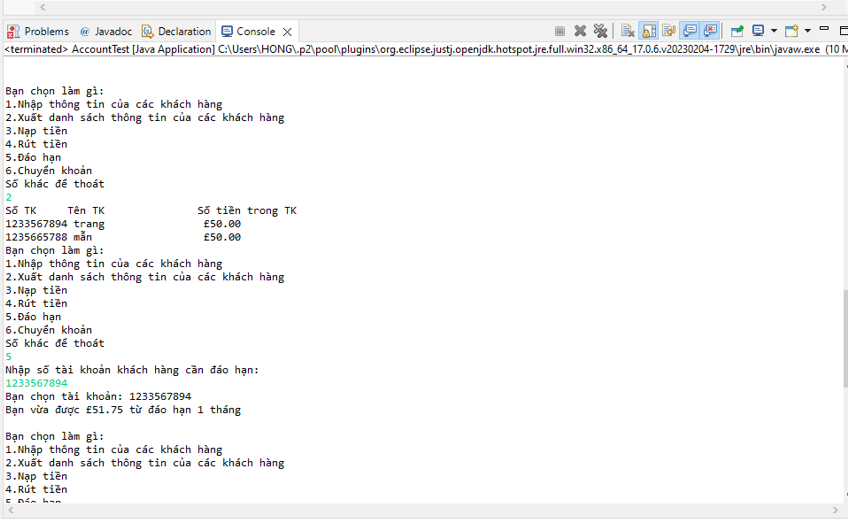 Problems @ Javadoc Declaration Console
<terminated> AccountTest [Java Application] C:\Users\HONG\.p2\pool\plugins\org.eclipse.justj.openjdk.hotspot.jre.full.win32.x86_64_17.0.6.v20230204-1729\jre\bin\javaw.exe (10 M
Bạn chọn làm gì:
1.Nhập thông tin của các khách hàng
2.Xuất danh sách thông tin của các khách hàng
3.Nạp tiền
4.Rút tiền
5.Đáo hạn
6.Chuyển khoản
Số khác để thoát
2
Số TK Tên TK Số tiền trong TK
1233567894 trang £50.00
1235665788 mẫn £50.00
Bạn chọn làm gì:
1.Nhập thông tin của các khách hàng
2.Xuất danh sách thông tin của các khách hàng
3.Nạp tiền
4.Rút tiền
5.Đáo hạn
6.Chuyển khoản
Số khác để thoát
5
Nhập số tài khoản khách hàng cần đáo hạn:
1233567894
Bạn chọn tài khoản: 1233567894
Bạn vừa được £51.75 từ đáo hạn 1 tháng
Bạn chọn làm gì:
1.Nhập thông tin của các khách hàng
2.Xuất danh sách thông tin của các khách hàng
3.Nạp tiền
4.Rút tiền
5.Đáo hạn